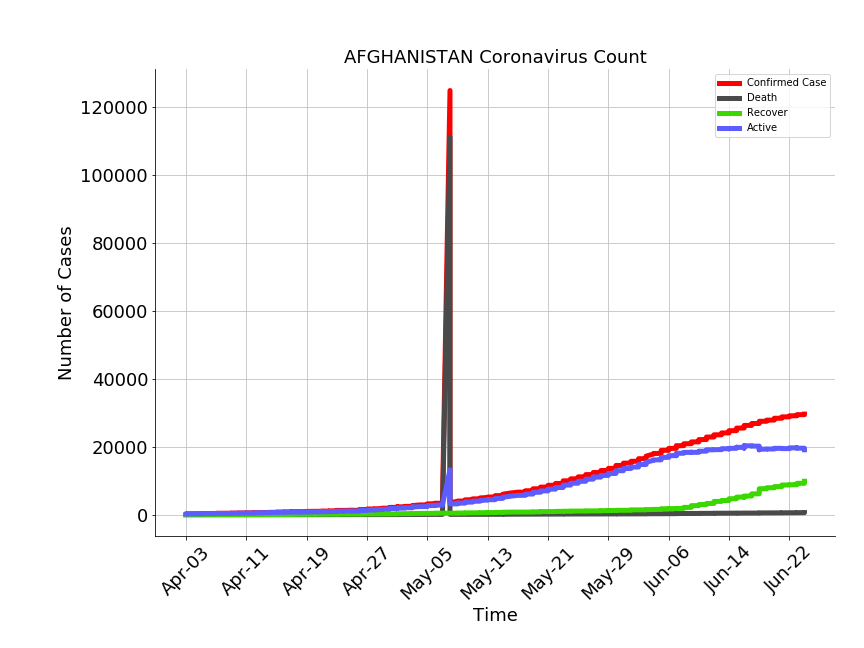 AFGHANISTAN Coronavirus Count
Confirmed Case
Death
Recover
Active
Number of Cases
120000
100000
80000
60000
40000
20000
0
Apr-03
Apr-11
Apr-19
Apr-27
May-05
May-13
May-21
May-29
Jun-06
Jun-14
Jun-22
Time